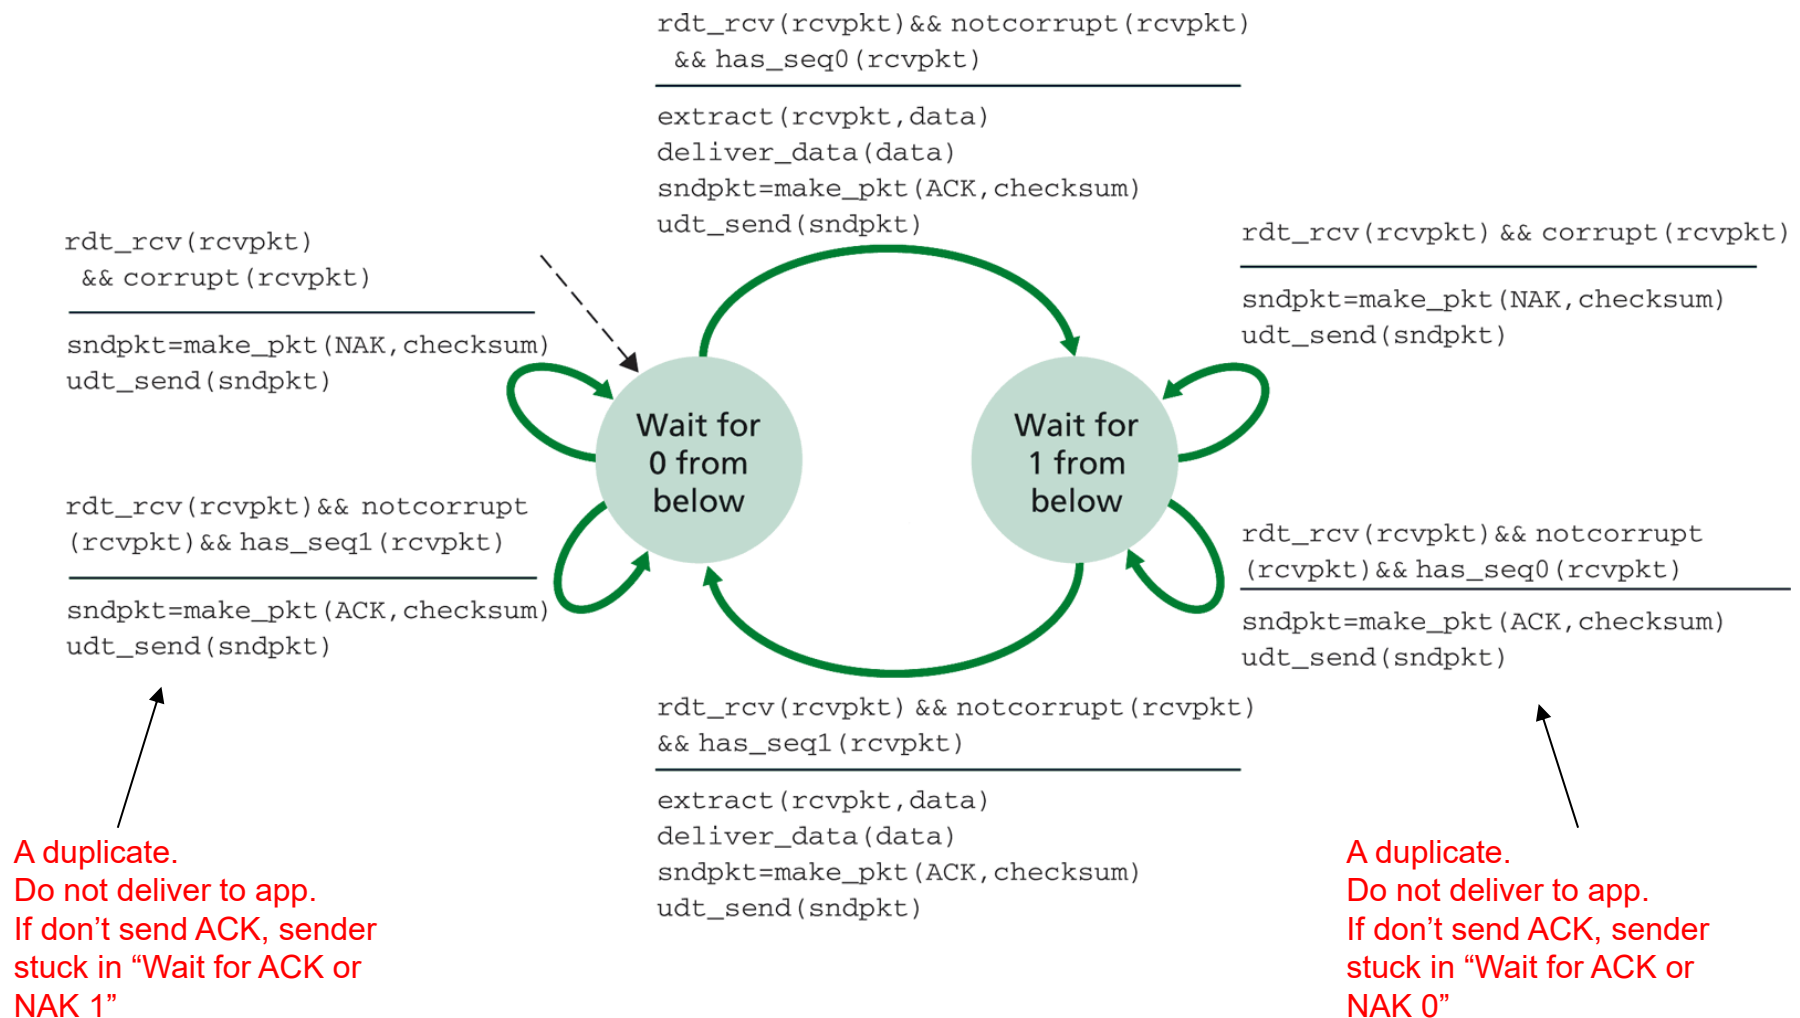 rdt_rcv(rcvpkt)&& notcorrupt(rcvpkt)
&& has_seq0(rcvpkt)
extract(rcvpkt,data)
deliver_data(data)
sndpkt=make_pkt(ACK,checksum)
udt_send(sndpkt)
rdt_rcv(rcvpkt)
&& corrupt(rcvpkt)
sndpkt=make_pkt(NAK,checksum)
udt_send(sndpkt)
rdt_rcv(rcvpkt) && corrupt(rcvpkt)
sndpkt=make_pkt(NAK,checksum)
udt_send(sndpkt)
Wait for
0 from
below
Wait for
1 from
below
rdt_rcv(rcvpkt)&& notcorrupt
(rcvpkt)&& has_seq1(rcvpkt)
sndpkt=make_pkt(ACK,checksum)
udt_send(sndpkt)
rdt_rcv(rcvpkt)&& notcorrupt
(rcvpkt)&& has_seq0(rcvpkt)
sndpkt=make_pkt(ACK,checksum)
udt_send(sndpkt)
rdt_rcv(rcvpkt) && notcorrupt(rcvpkt)
&& has_seq1(rcvpkt)
extract(rcvpkt,data)
deliver_data(data)
sndpkt=make_pkt(ACK,checksum)
udt_send(sndpkt)
A duplicate.
Do not deliver to app.
If don’t send ACK, sender
stuck in “Wait for ACK or
NAK 1”
A duplicate.
Do not deliver to app.
If don’t send ACK, sender
stuck in “Wait for ACK or
NAK 0”